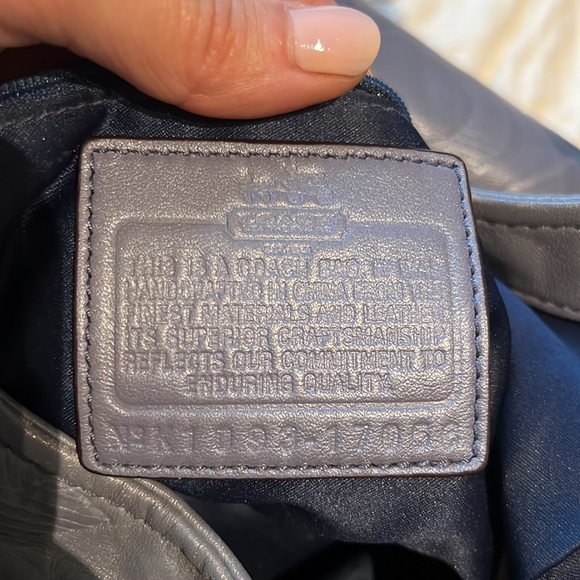 COACH
THIS IS A COACH BAG. IT WAS
HANDCRAFTED IN CHINA FROM THE
FINEST MATERIALS AND LEATHER.
ITS SUPERIOR CRAFTSMANSHIP
REFLECTS OUR COMMITMENT TO
ENDURING QUALITY.